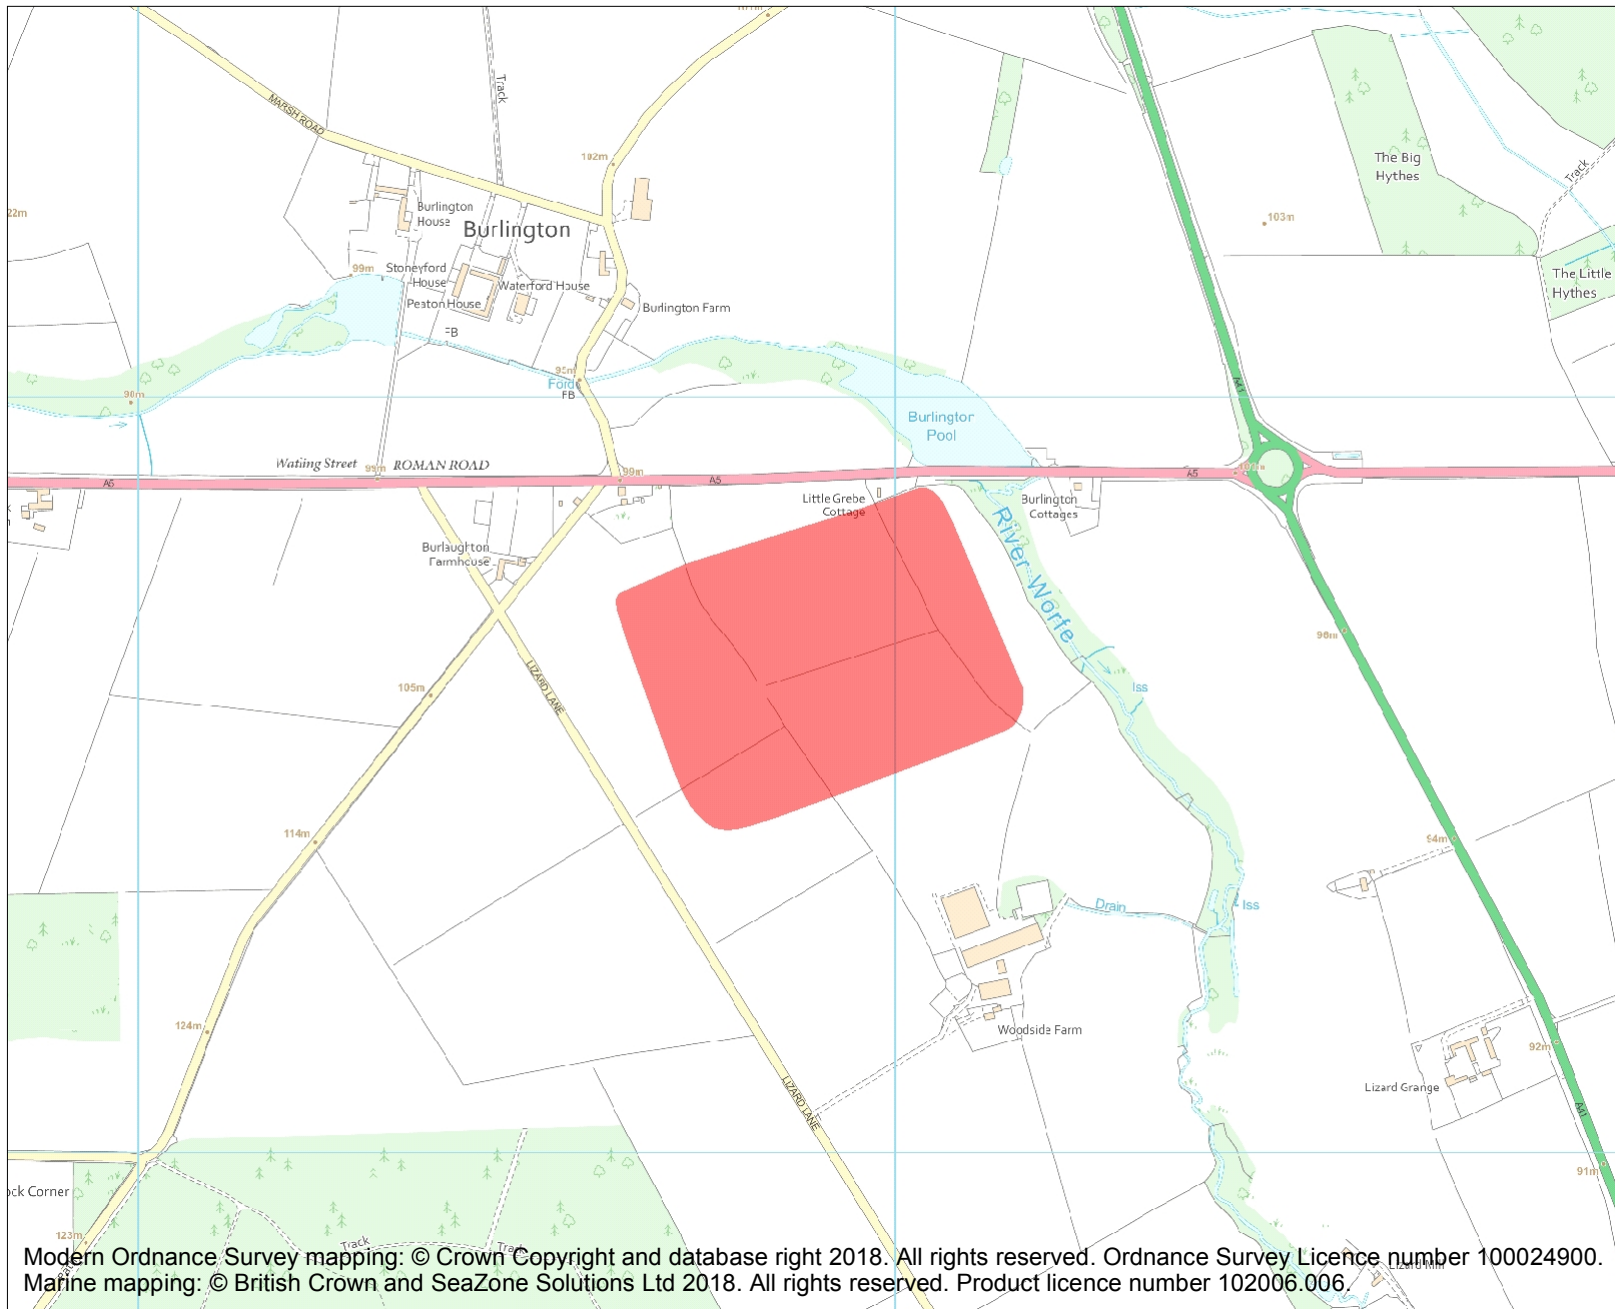 Track
MARSH ROAD
102m
Burlington
House
Burlington
103m
The Big
Hythes
Track
The Little
Hythes
22m
99m
Stoneyford
House
Peaton House
Waterford House
Burlington Farm
FB
Ford
FB
98m
A41
Burlington
Pool
Watling Street
99m
ROMAN ROAD
99m
A5
A5
A5
Little Grebe
Cottage
Burlington
Cottages
River Worfe
Burlaughton
Farmhouse
96m
LIZARD LANE
105m
Iss
114m
94m
Drain
Iss
124m
Woodside Farm
92m
Lizard Grange
LIZARD LANE
A41
91m
ock Corner
123m
Track
Track
Lizard Mill
Modern Ordnance Survey mapping: © Crown Copyright and database right 2018. All rights reserved. Ordnance Survey Licence number 100024900.
Marine mapping: © British Crown and SeaZone Solutions Ltd 2018. All rights reserved. Product licence number 102006.006.